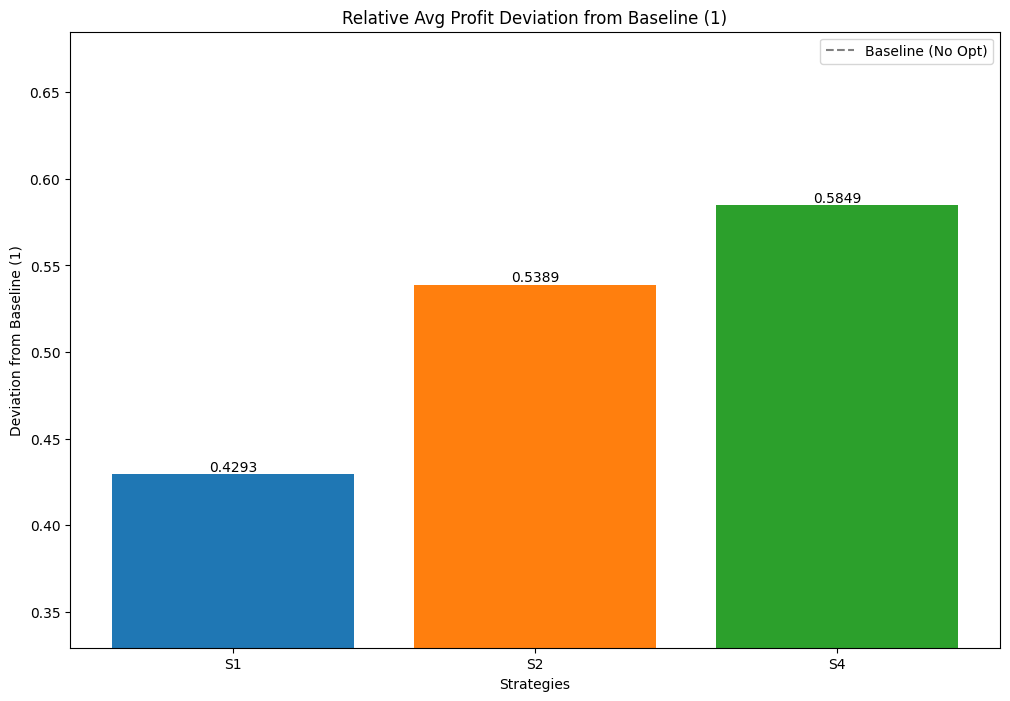 Relative Avg Profit Deviation from Baseline (1)
Baseline (No Opt)
Deviation from Baseline (1)
0.65
0.60
0.55
0.50
0.45
0.40
0.35
0.4293
0.5389
0.5849
S1
S2
S4
Strategies